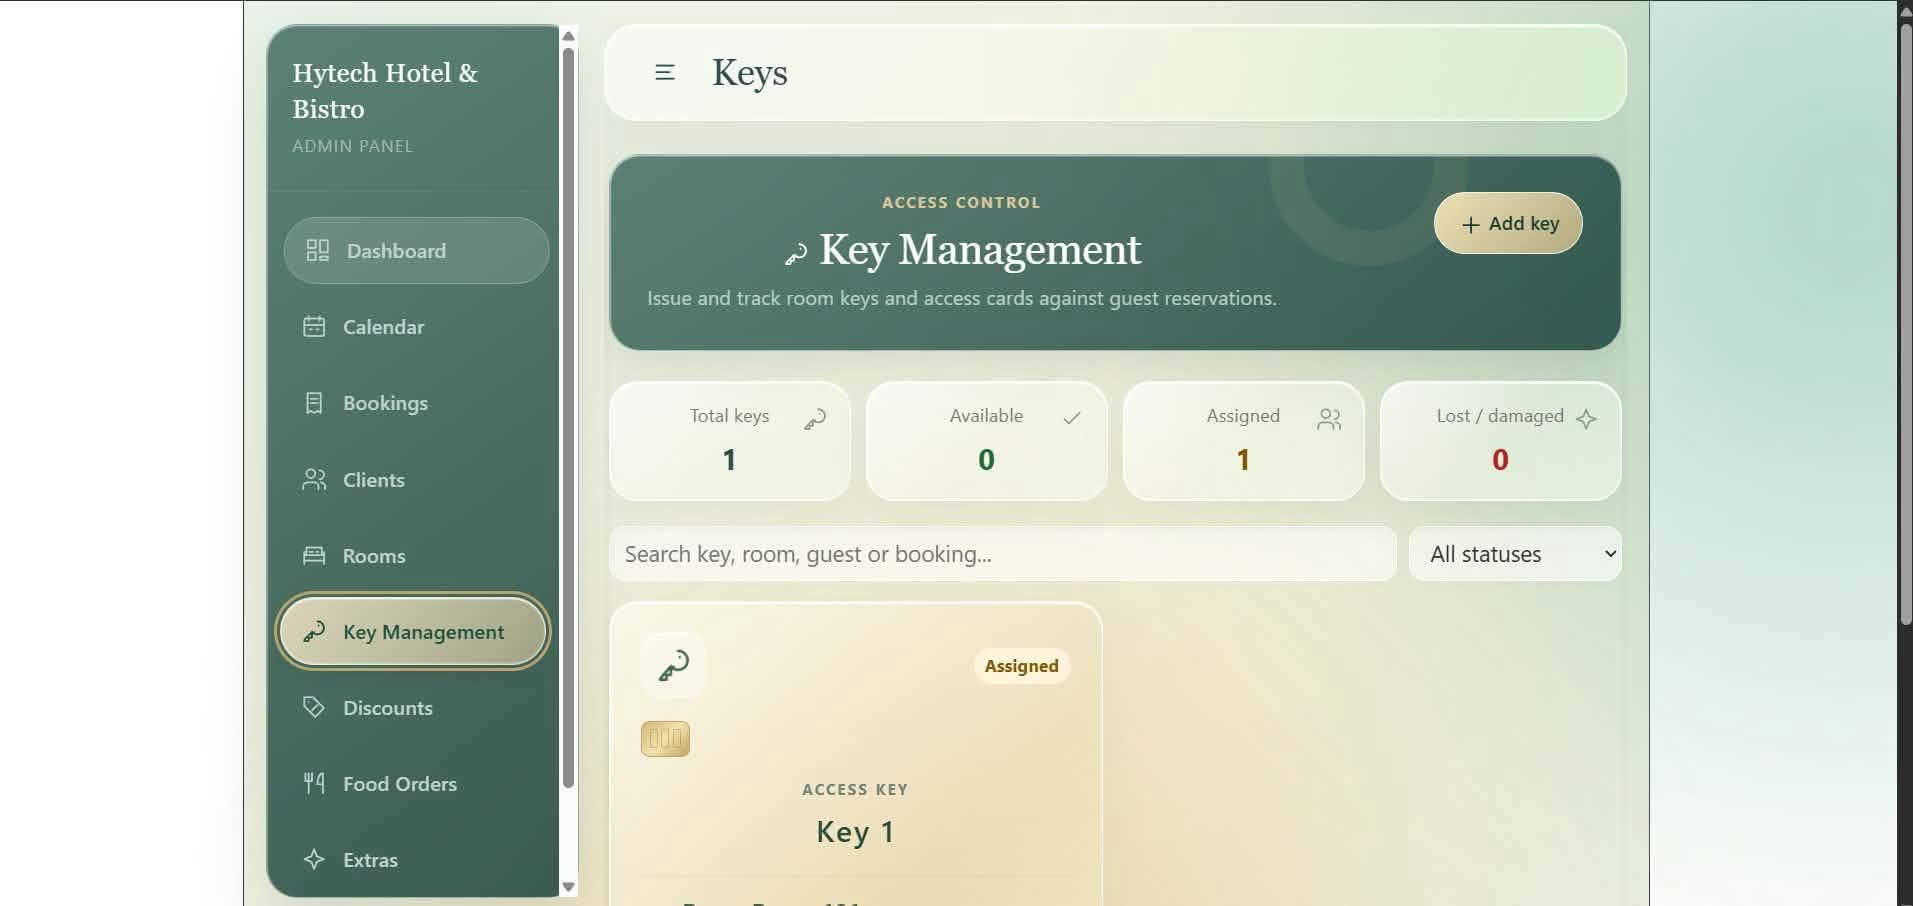 Hytech Hotel &
Bistro
ADMIN PANEL
Dashboard
Calendar
Bookings
Clients
Rooms
Key Management
Discounts
Food Orders
Extras
Keys
ACCESS CONTROL
Key Management
Issue and track room keys and access cards against guest reservations.
+ Add key
Total keys
1
Available
0
Assigned
1
Lost / damaged
0
Search key, room, guest or booking...
All statuses
Assigned
ACCESS KEY
Key 1